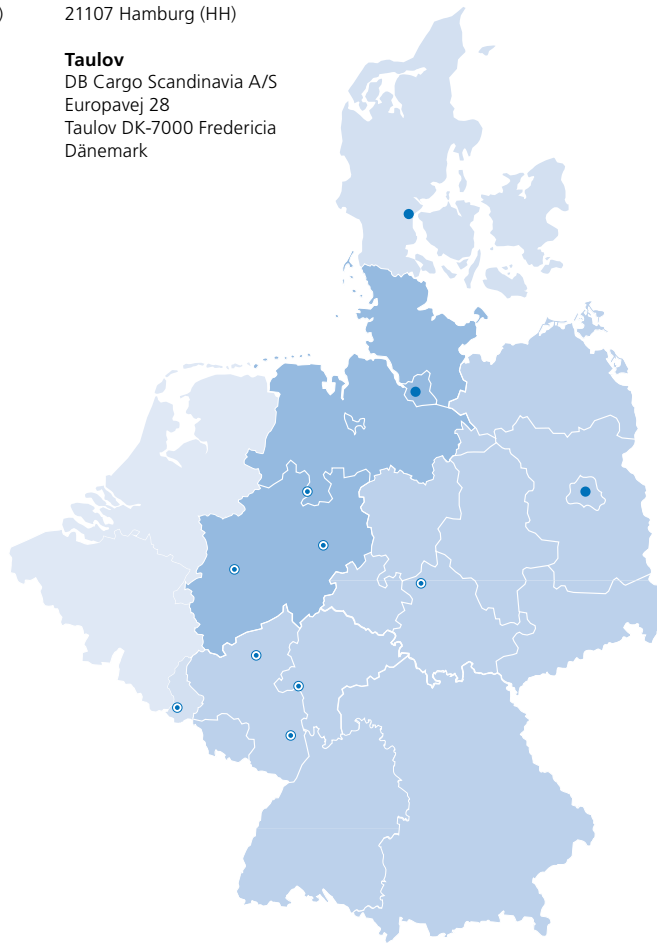 )
21107 Hamburg (HH)
Taulov
DB Cargo Scandinavia A/S
Europavej 28
Taulov DK-7000 Fredericia
Dänemark